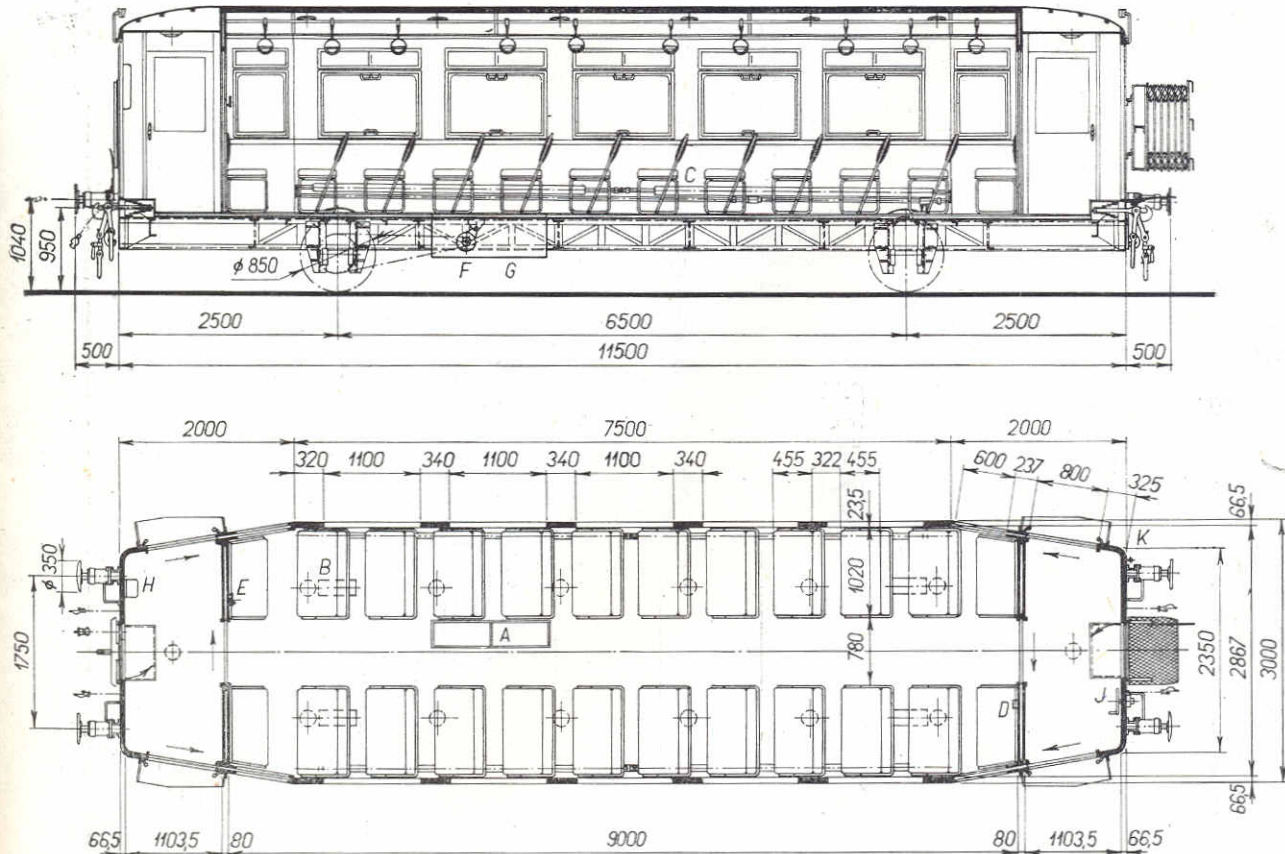 C
1040
950
ϕ 850
F G
2500 6500 2500
500 11500 500
2000 7500 2000
320 1100 340 1100 340 1100 340 455 322 455 600 237 800 325
23,5 66,5
ϕ 350 H B E 1020 K
1750 A 780 2350 2867 3000
D J
66,5
66,5 1103,5 80 9000 80 1103,5 66,5